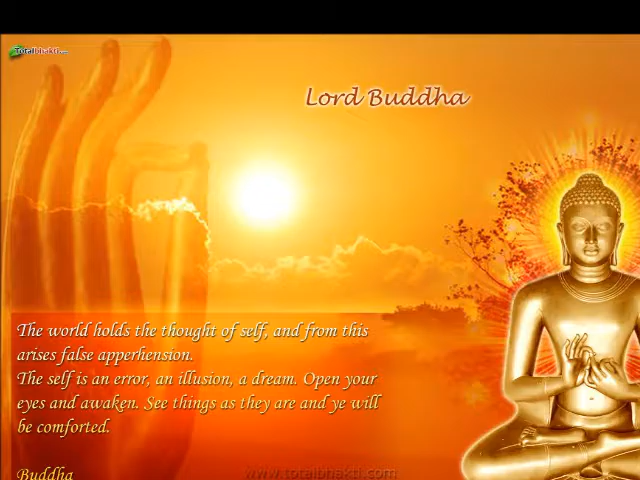 Totalbhakti.com
Lord Buddha
The world holds the thought of self, and from this
arises false apperhension.
The self is an error, an illusion, a dream. Open your
eyes and awaken. See things as they are and ye will
be comforted.
Buddha
www.totalbhakti.com